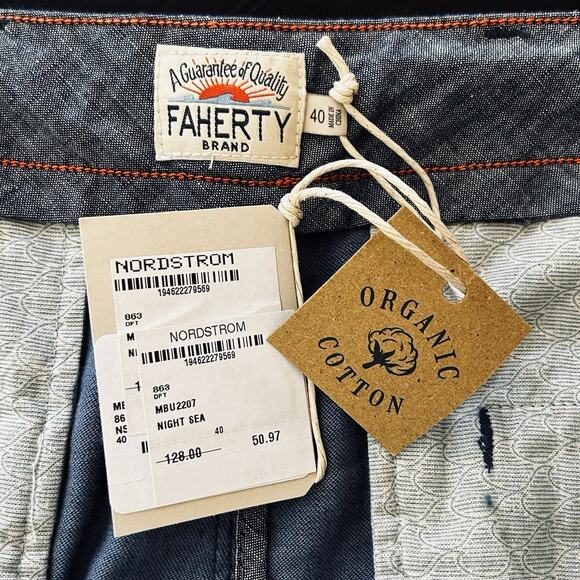 A Guarantee of Quality
FAHERTY
BRAND
40
MADE IN
CHINA
NORDSTROM
194622279569
863
DPT
M
40
NORDSTROM
194622279569
863
DPT
MBU2207
NIGHT SEA
40
128.00
50.97
ORGANIC
COTTON